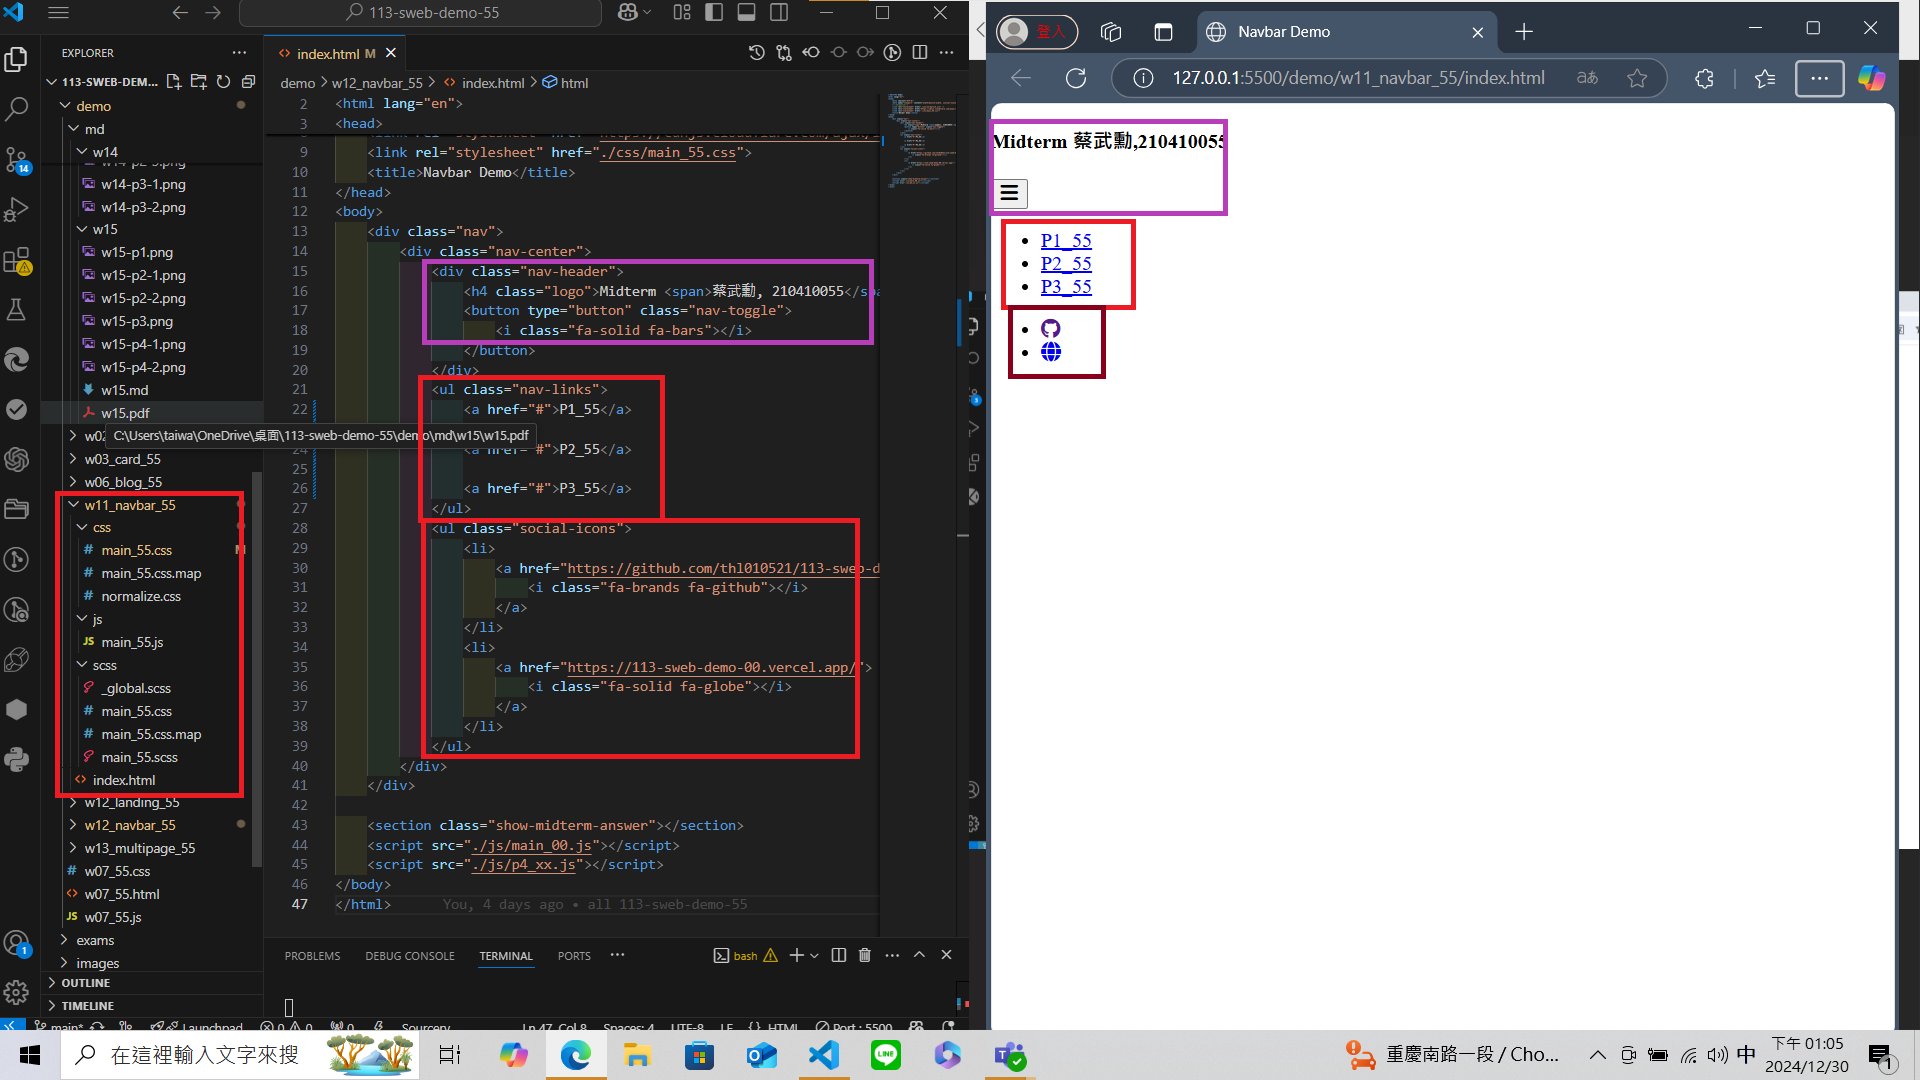 113-sweb-demo-55
EXPLORER
113-SWEB-DEM...
demo
md
w14
w14-p3-1.png
w14-p3-2.png
w15
w15-p1.png
w15-p2-1.png
w15-p2-2.png
w15-p3.png
w15-p4-1.png
w15-p4-2.png
w15.md
w15.pdf
C:\Users\taiwa\OneDrive\桌面\113-sweb-demo-55\demo\md\w15\w15.pdf
w03_card_55
w06_blog_55
w11_navbar_55
css
main_55.css
M
main_55.css.map
normalize.css
js
JS main_55.js
scss
_global.scss
main_55.css
main_55.css.map
main_55.scss
index.html
w12_landing_55
w12_navbar_55
w13_multipage_55
w07_55.css
w07_55.html
JS w07_55.js
exams
images
OUTLINE
TIMELINE
index.html M
demo > w12_navbar_55 > index.html > html
2 <html lang="en">
3 <head>
9 <link rel="stylesheet" href="./css/main_55.css">
10 <title>Navbar Demo</title>
11 </head>
12 <body>
13 <div class="nav">
14 <div class="nav-center">
15 <div class="nav-header">
16 <h4 class="logo">Midterm <span>蔡武勳, 210410055</spa
17 <button type="button" class="nav-toggle">
18 <i class="fa-solid fa-bars"></i>
19 </button>
20 </div>
21 <ul class="nav-links">
22 <a href="#">P1_55</a>
24 <a href="#">P2_55</a>
25
26 <a href="#">P3_55</a>
27 </ul>
28 <ul class="social-icons">
29 <li>
30 <a href="https://github.com/thl010521/113-sweb-d
31 <i class="fa-brands fa-github"></i>
32 </a>
33 </li>
34 <li>
35 <a href="https://113-sweb-demo-00.vercel.app/">
36 <i class="fa-solid fa-globe"></i>
37 </a>
38 </li>
39 </ul>
40 </div>
41 </div>
42
43 <section class="show-midterm-answer"></section>
44 <script src="./js/main_00.js"></script>
45 <script src="./js/p4_xx.js"></script>
46 </body>
47 </html> You, 4 days ago • all 113-sweb-demo-55
PROBLEMS DEBUG CONSOLE TERMINAL PORTS
bash
main* Launchpad 0 0 0 Sourcery Ln 47, Col 8 Spaces: 4 UTF-8 LF {} HTML Port : 5500
登入
Navbar Demo
127.0.0.1:5500/demo/w11_navbar_55/index.html
Midterm 蔡武勳,210410055
P1_55
P2_55
P3_55
在這裡輸入文字來搜
重慶南路一段 / Cho...
中
下午 01:05
2024/12/30
1